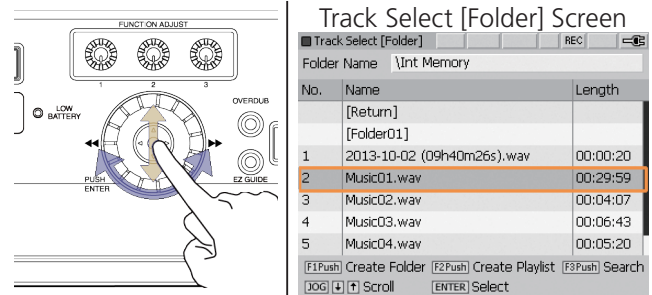 FUNCTION ADJUST
1 2 3
LOW BATTERY
OVERDUB
PUSH ENTER
EZ GUIDE
Track Select [Folder] Screen
Track Select [Folder] REC
Folder Name \Int Memory
No. Name Length
[Return]
[Folder01]
1 2013-10-02 (09h40m26s).wav 00:00:20
2 Music01.wav 00:29:59
3 Music02.wav 00:04:07
4 Music03.wav 00:06:43
5 Music04.wav 00:05:20
F1Push Create Folder F2Push Create Playlist F3Push Search
JOG Scroll ENTER Select